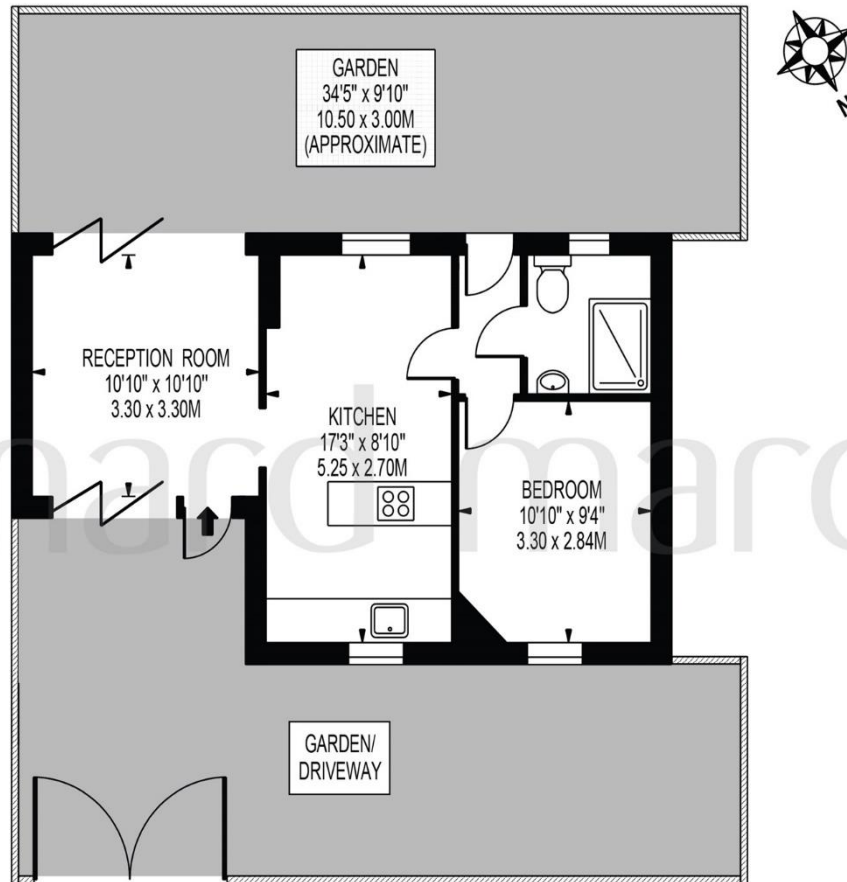 GARDEN
34'5" x 9'10"
10.50 x 3.00M
(APPROXIMATE)
N
RECEPTION ROOM
10'10" x 10'10"
3.30 x 3.30M
KITCHEN
17'3" x 8'10"
5.25 x 2.70M
BEDROOM
10'10" x 9'4"
3.30 x 2.84M
GARDEN/
DRIVEWAY